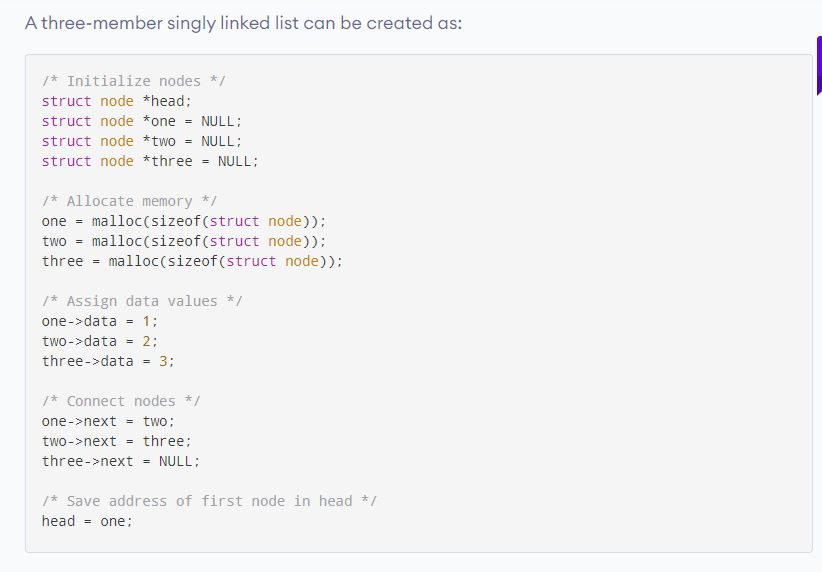 A three-member singly linked list can be created as:
/* Initialize nodes */
struct node *head;
struct node *one = NULL;
struct node *two = NULL;
struct node *three = NULL;
/* Allocate memory */
one = malloc(sizeof(struct node));
two = malloc(sizeof(struct node));
three = malloc(sizeof(struct node));
/* Assign data values */
one->data = 1;
two->data = 2;
three->data = 3;
/* Connect nodes */
one->next = two;
two->next = three;
three->next = NULL;
/* Save address of first node in head */
head = one;